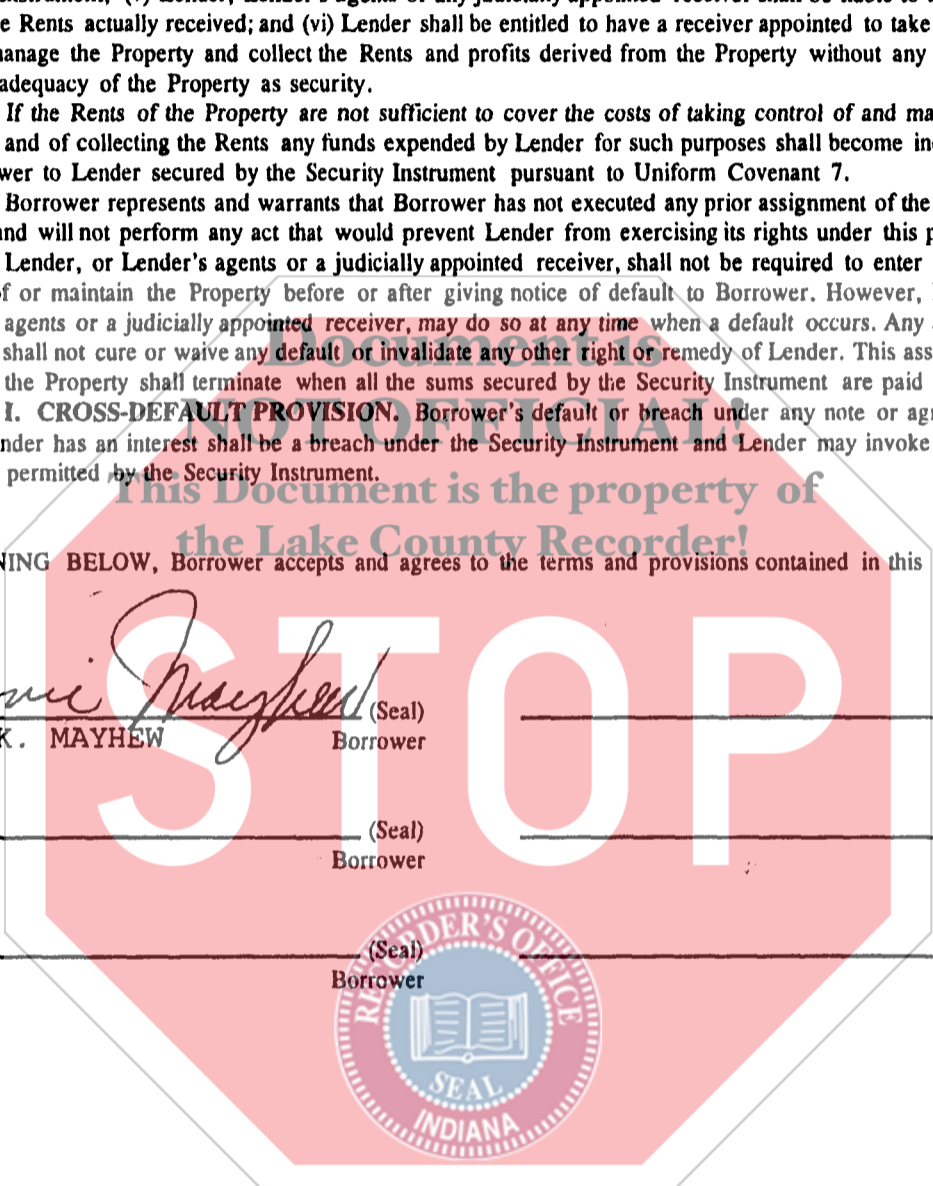 e Rents actually received; and (vi) Lender shall be entitled to have a receiver appointed to take
anage the Property and collect the Rents and profits derived from the Property without any
adequacy of the Property as security.
If the Rents of the Property are not sufficient to cover the costs of taking control of and ma
and of collecting the Rents any funds expended by Lender for such purposes shall become in
wer to Lender secured by the Security Instrument pursuant to Uniform Covenant 7.
Borrower represents and warrants that Borrower has not executed any prior assignment of the
nd will not perform any act that would prevent Lender from exercising its rights under this p
Lender, or Lender's agents or a judicially appointed receiver, shall not be required to enter
f or maintain the Property before or after giving notice of default to Borrower. However,
agents or a judicially appointed receiver, may do so at any time when a default occurs. Any
Document is
shall not cure or waive any default or invalidate any other right or remedy of Lender. This ass
the Property shall terminate when all the sums secured by the Security Instrument are paid
NOT OFFICIAL!
I. CROSS-DEFAULT PROVISION. Borrower's default or breach under any note or ag
nder has an interest shall be a breach under the Security Instrument and Lender may invoke
permitted by the Security Instrument.
This Document is the property of
the Lake County Recorder!
NING BELOW, Borrower accepts and agrees to the terms and provisions contained in this
STOP
nie Mayhew (Seal)
K. MAYHEW Borrower
(Seal)
Borrower
(Seal)
Borrower
RECORDER'S OFFICE
SEAL
INDIANA